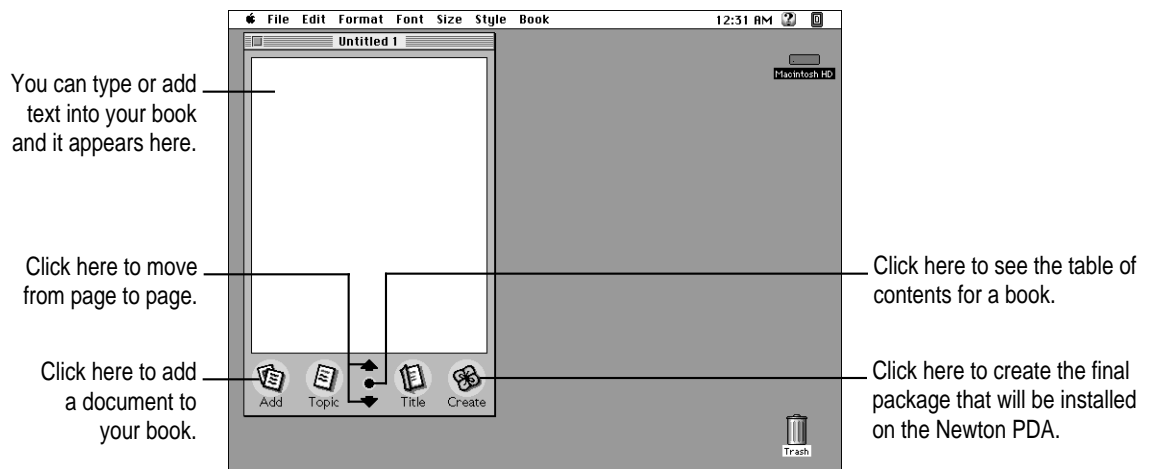 File Edit Format Font Size Style Book 12:31 AM
Untitled 1
Macintosh HD
You can type or add
text into your book
and it appears here.
Click here to move
from page to page.
Click here to see the table of
contents for a book.
Click here to add
a document to
your book.
Add Topic Title Create
Click here to create the final
package that will be installed
on the Newton PDA.
Trash